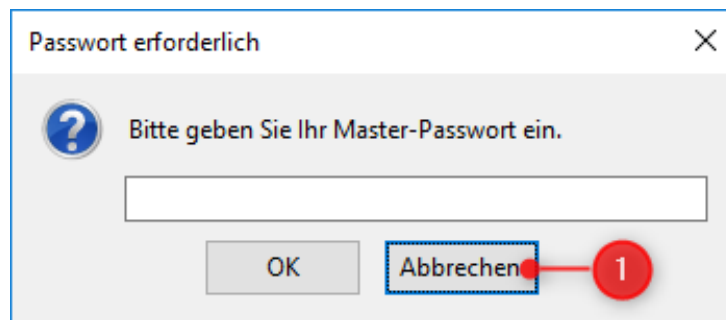 Passwort erforderlich
Bitte geben Sie Ihr Master-Passwort ein.
OK
Abbrechen
1